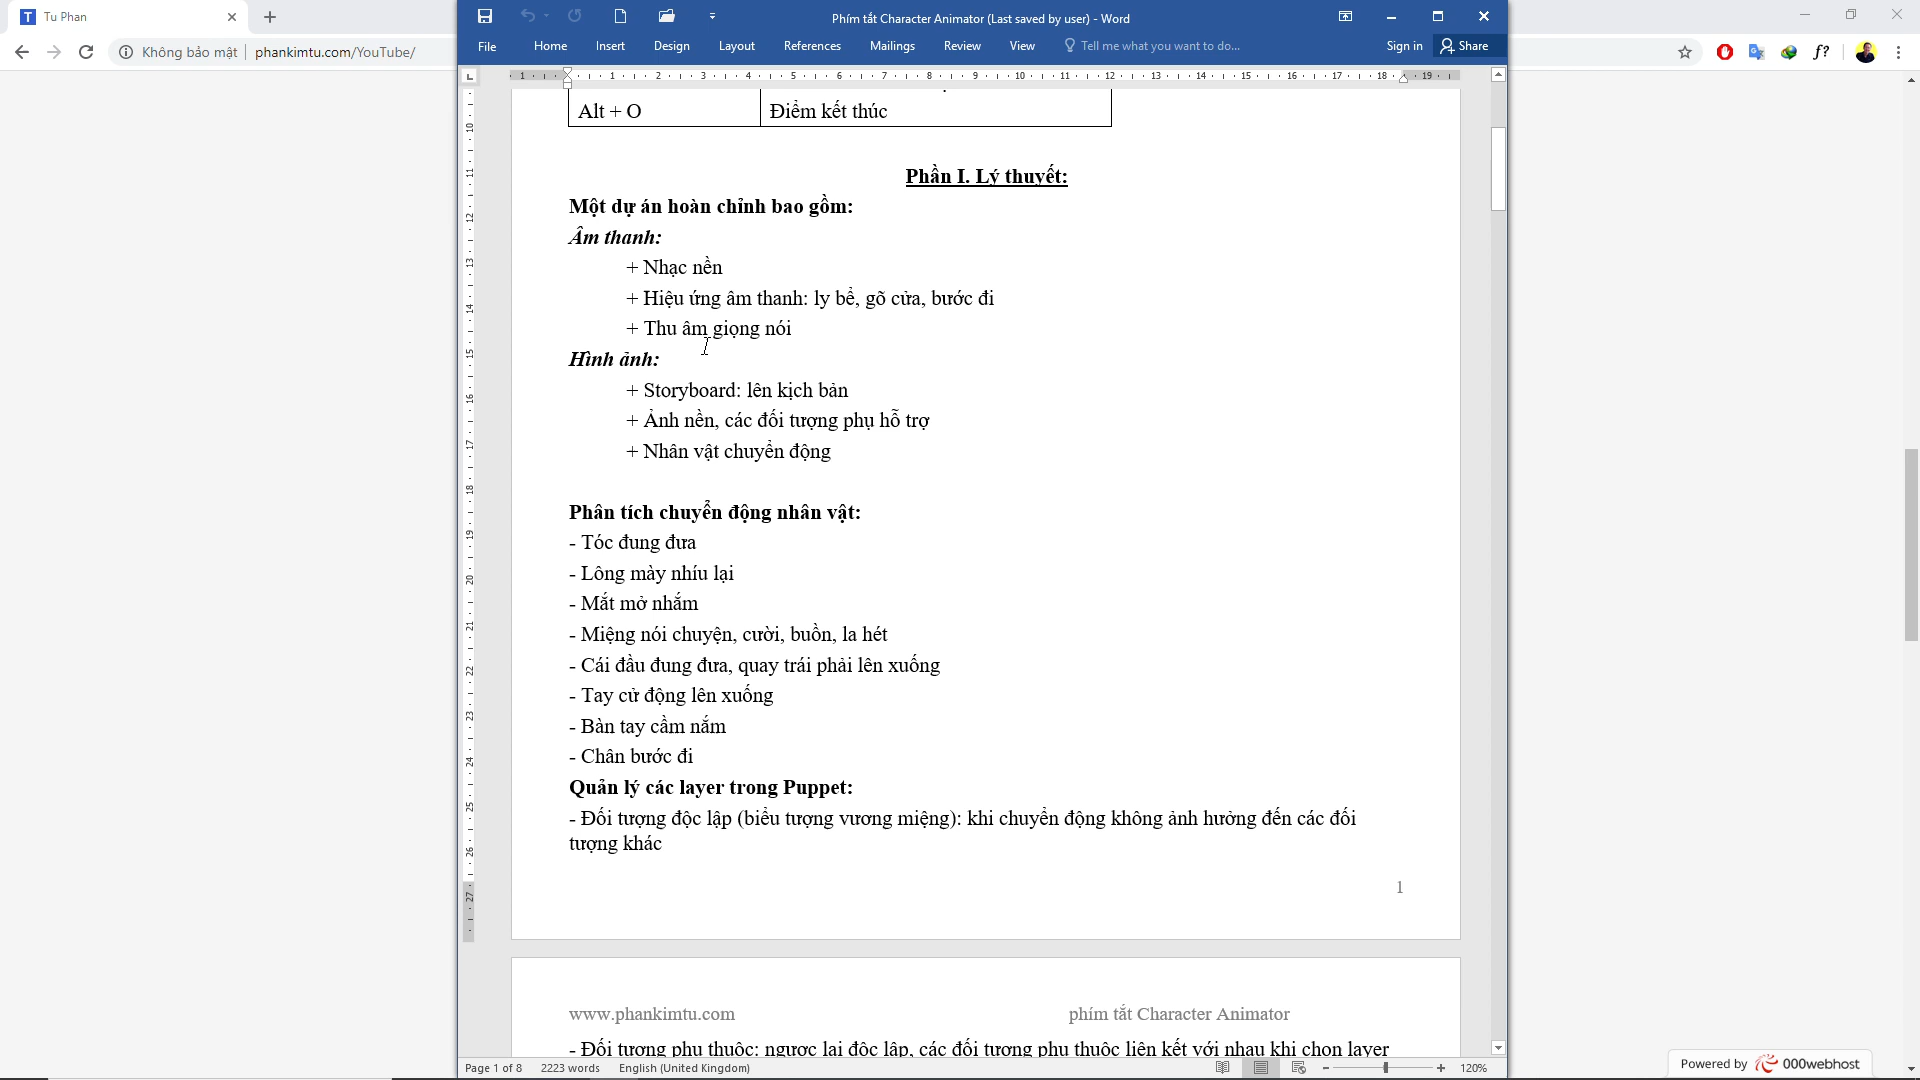 Tu Phan
Không bảo mật
phankimtu.com/YouTube/
Phím tắt Character Animator (Last saved by user) - Word
File Home Insert Design Layout References Mailings Review View Tell me what you want to do... Sign in Share
Alt + O Điểm kết thúc
Phần I. Lý thuyết:
Một dự án hoàn chỉnh bao gồm:
Âm thanh:
+ Nhạc nền
+ Hiệu ứng âm thanh: ly bể, gõ cửa, bước đi
+ Thu âm giọng nói
Hình ảnh:
+ Storyboard: lên kịch bản
+ Ảnh nền, các đối tượng phụ hỗ trợ
+ Nhân vật chuyển động
Phân tích chuyển động nhân vật:
- Tóc đung đưa
- Lông mày nhíu lại
- Mắt mở nhắm
- Miệng nói chuyện, cười, buồn, la hét
- Cái đầu đung đưa, quay trái phải lên xuống
- Tay cử động lên xuống
- Bàn tay cầm nắm
- Chân bước đi
Quản lý các layer trong Puppet:
- Đối tượng độc lập (biểu tượng vương miệng): khi chuyển động không ảnh hưởng đến các đối
tượng khác
1
www.phankimtu.com phím tắt Character Animator
- Đối tượng phụ thuộc: ngược lại độc lập, các đối tượng phụ thuộc liên kết với nhau khi chọn layer
Page 1 of 8 2223 words English (United Kingdom) 120%
Powered by 000webhost